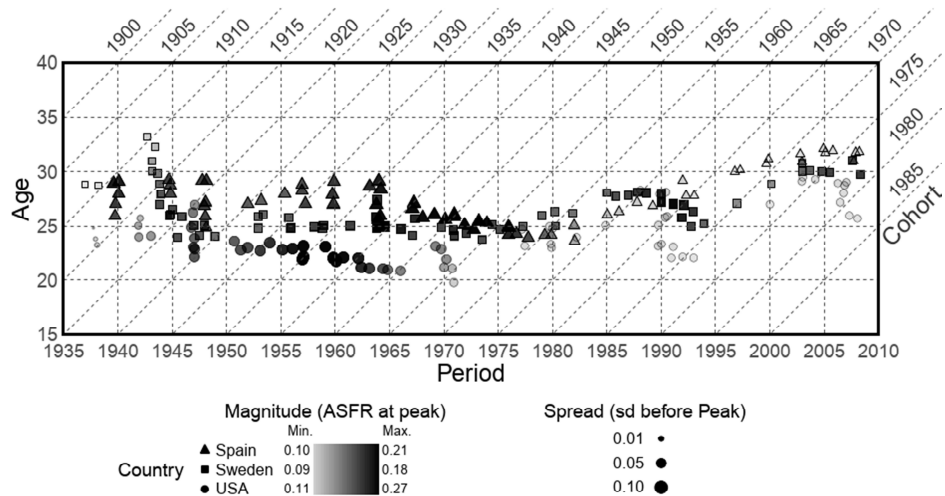 1900 1905 1910 1915 1920 1925 1930 1935 1940 1945 1950 1955 1960 1965 1970
1975
1980
1985
Cohort
40
35
30
25
20
15
Age
1935 1940 1945 1950 1955 1960 1965 1970 1975 1980 1985 1990 1995 2000 2005 2010
Period
Magnitude (ASFR at peak)
Min. Max.
Country
Spain 0.10 0.21
Sweden 0.09 0.18
USA 0.11 0.27
Spread (sd before Peak)
0.01
0.05
0.10